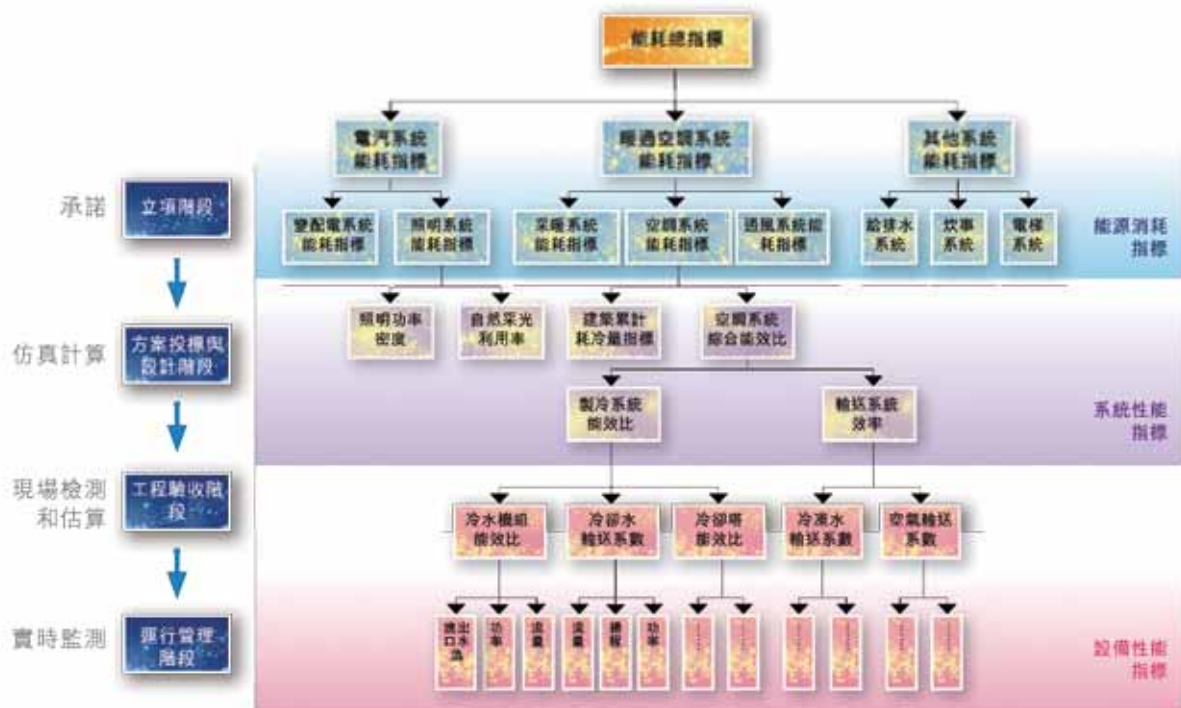 能耗總指標
電汽系統
能耗指標
暖通空調系統
能耗指標
其他系統
能耗指標
承諾
立項階段
變配電系統
能耗指標
照明系統
能耗指標
采暖系統
能耗指標
空調系統
能耗指標
通風系統能
耗指標
給排水
系統
炊事
系統
電梯
系統
能源消耗
指標
仿真計算
方案投標與
設計階段
照明功率
密度
自然采光
利用率
建築累計
耗冷量指標
空調系統
綜合能效比
製冷系統
能效比
輸送系統
效率
系統性能
指標
現場檢測
和估算
工程驗收階
段
冷水機組
能效比
冷卻水
輸送系數
冷卻塔
能效比
冷凍水
輸送系數
空氣輸送
系數
實時監測
運行管理
階段
進出
口水溫
功率
流量
流量
揚程
功率
……
……
……
……
……
……
設備性能
指標